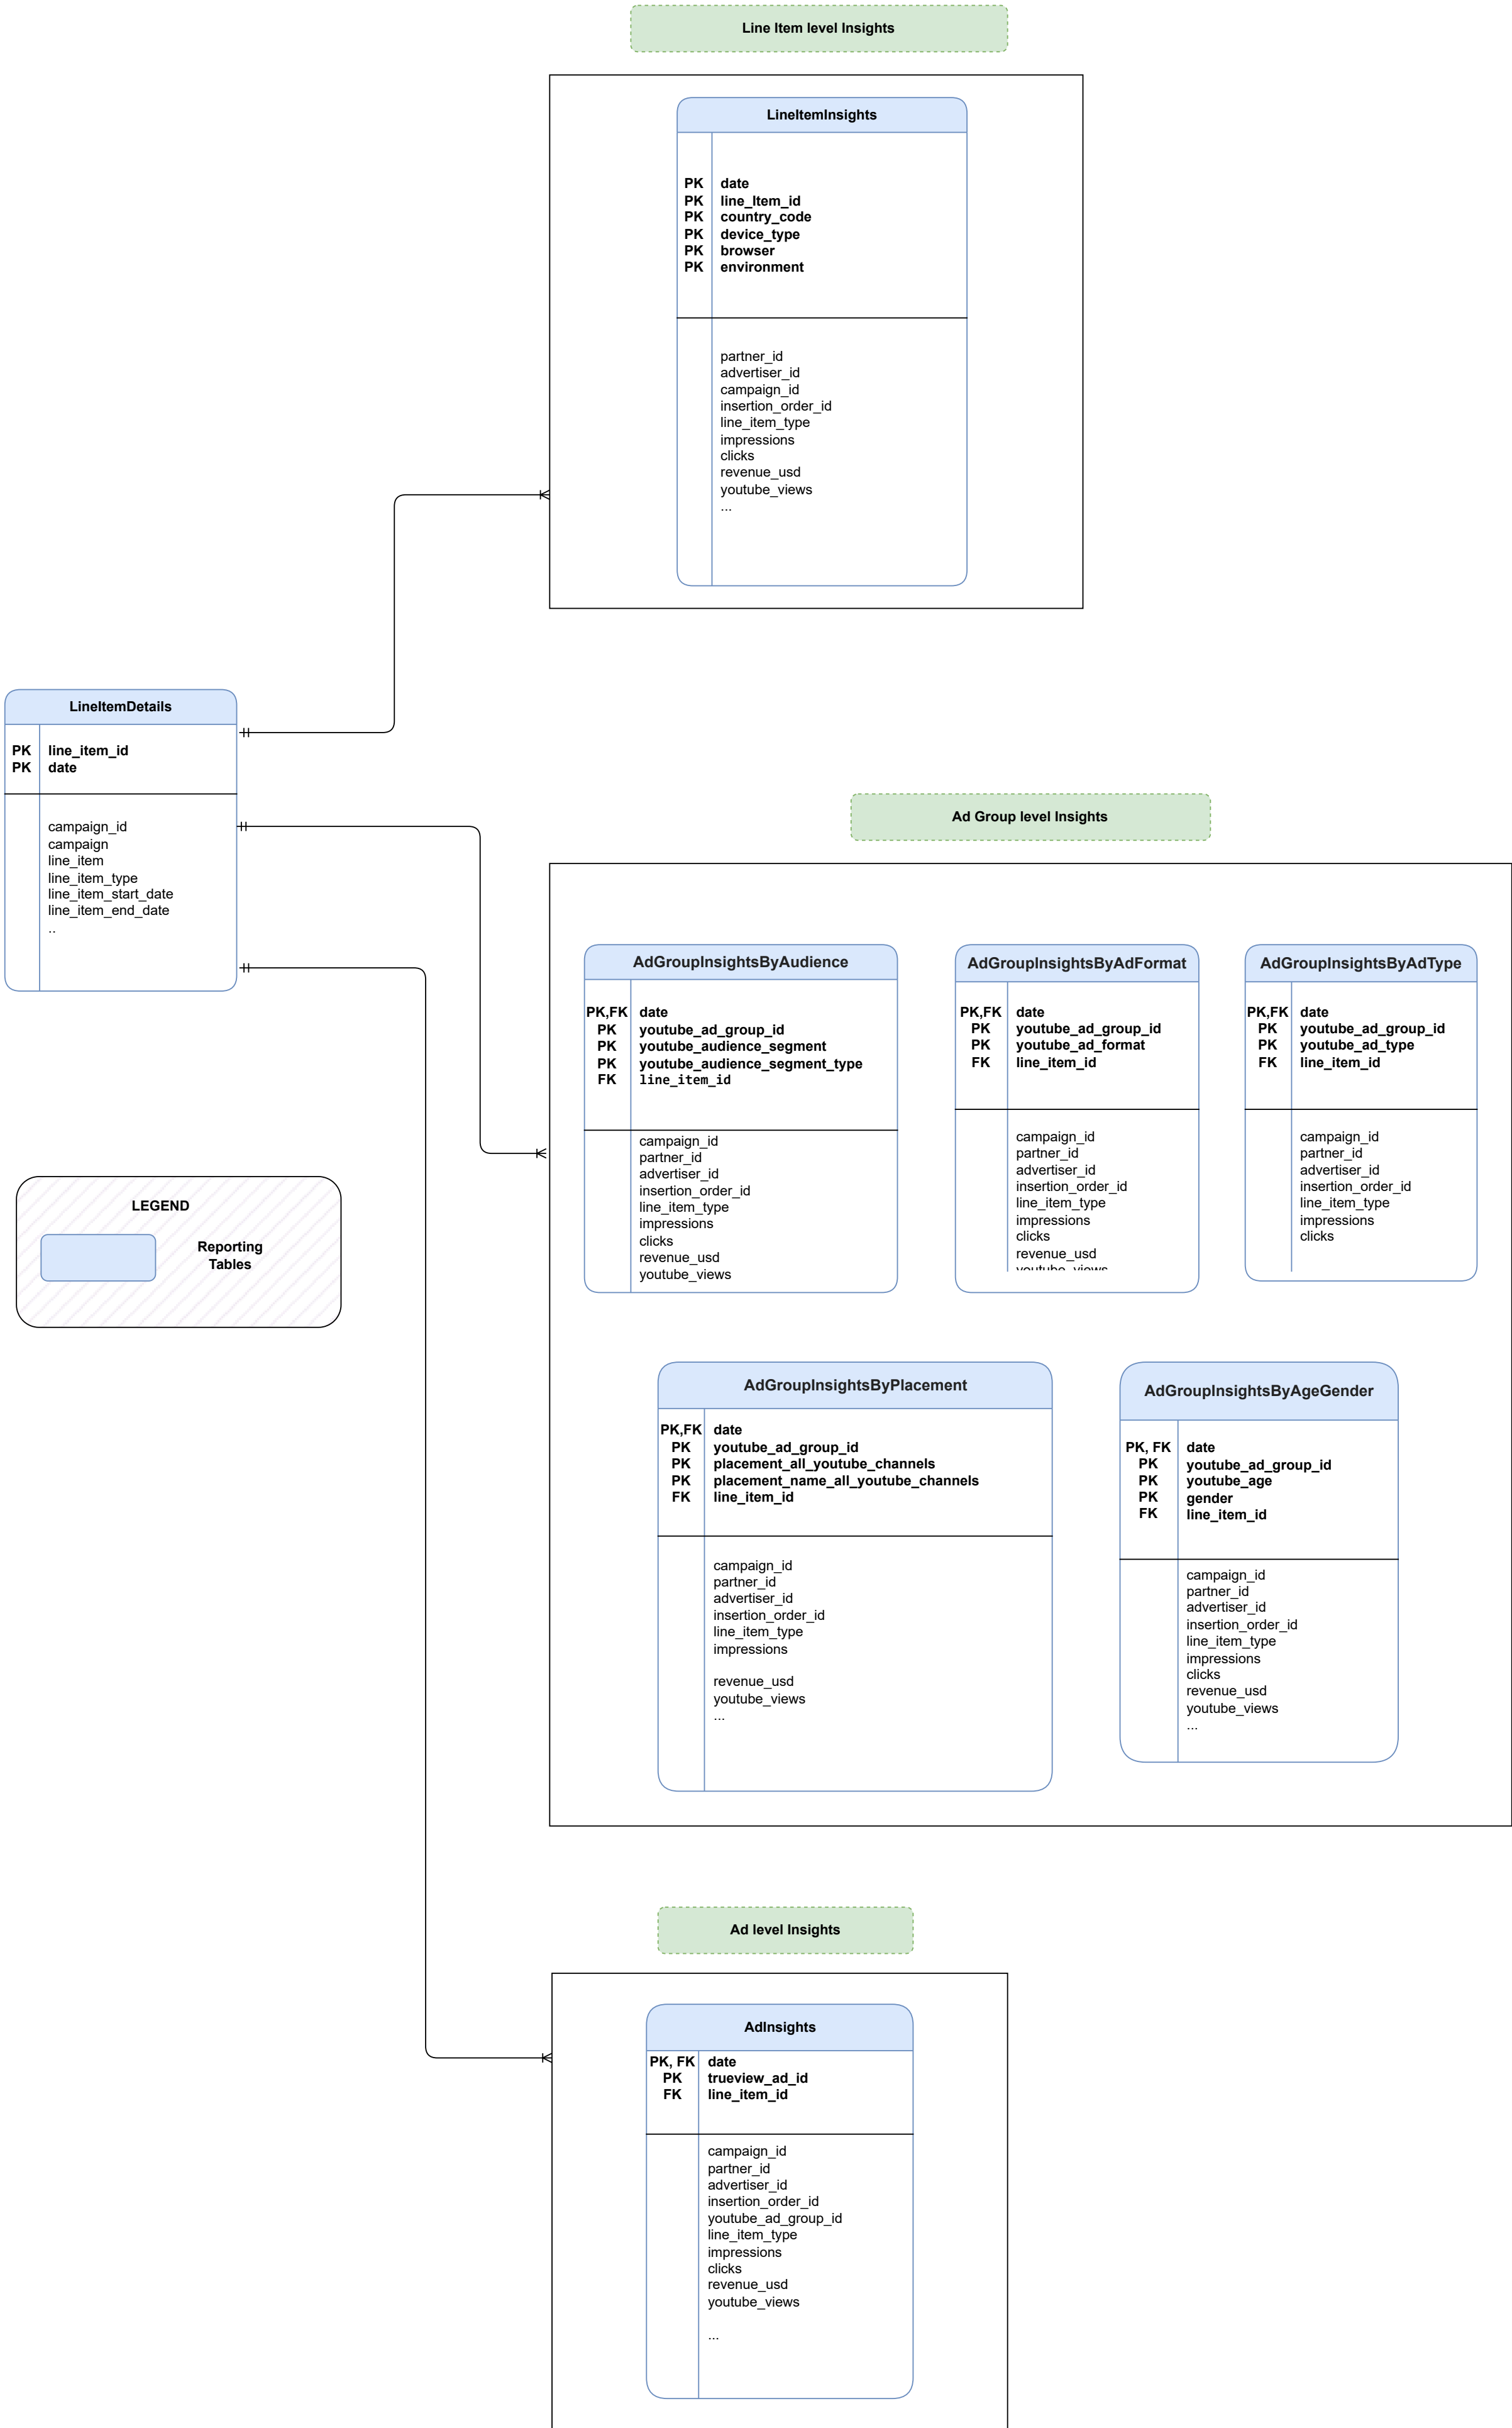 Line Item level Insights
LineItemInsights
PK date
PK line_Item_id
PK country_code
PK device_type
PK browser
PK environment
partner_id
advertiser_id
campaign_id
insertion_order_id
line_item_type
impressions
clicks
revenue_usd
youtube_views
...
LineItemDetails
PK line_item_id
PK date
campaign_id
campaign
line_item
line_item_type
line_item_start_date
line_item_end_date
..
LEGEND
Reporting
Tables
Ad Group level Insights
AdGroupInsightsByAudience
PK,FK date
PK youtube_ad_group_id
PK youtube_audience_segment
PK youtube_audience_segment_type
FK line_item_id
campaign_id
partner_id
advertiser_id
insertion_order_id
line_item_type
impressions
clicks
revenue_usd
youtube_views
AdGroupInsightsByAdFormat
PK,FK date
PK youtube_ad_group_id
PK youtube_ad_format
FK line_item_id
campaign_id
partner_id
advertiser_id
insertion_order_id
line_item_type
impressions
clicks
revenue_usd
youtube_views
AdGroupInsightsByAdType
PK,FK date
PK youtube_ad_group_id
PK youtube_ad_type
FK line_item_id
campaign_id
partner_id
advertiser_id
insertion_order_id
line_item_type
impressions
clicks
AdGroupInsightsByPlacement
PK,FK date
PK youtube_ad_group_id
PK placement_all_youtube_channels
PK placement_name_all_youtube_channels
FK line_item_id
campaign_id
partner_id
advertiser_id
insertion_order_id
line_item_type
impressions
revenue_usd
youtube_views
...
AdGroupInsightsByAgeGender
PK, FK date
PK youtube_ad_group_id
PK youtube_age
PK gender
FK line_item_id
campaign_id
partner_id
advertiser_id
insertion_order_id
line_item_type
impressions
clicks
revenue_usd
youtube_views
...
Ad level Insights
AdInsights
PK, FK date
PK trueview_ad_id
FK line_item_id
campaign_id
partner_id
advertiser_id
insertion_order_id
youtube_ad_group_id
line_item_type
impressions
clicks
revenue_usd
youtube_views
...